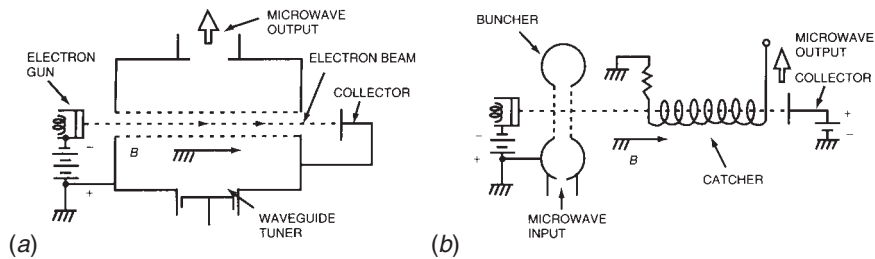 MICROWAVE
OUTPUT
ELECTRON
GUN
ELECTRON BEAM
COLLECTOR
-
B
+
WAVEGUIDE
TUNER
(a)
BUNCHER
MICROWAVE
OUTPUT
COLLECTOR
+
-
-
+
B
CATCHER
MICROWAVE
INPUT
(b)